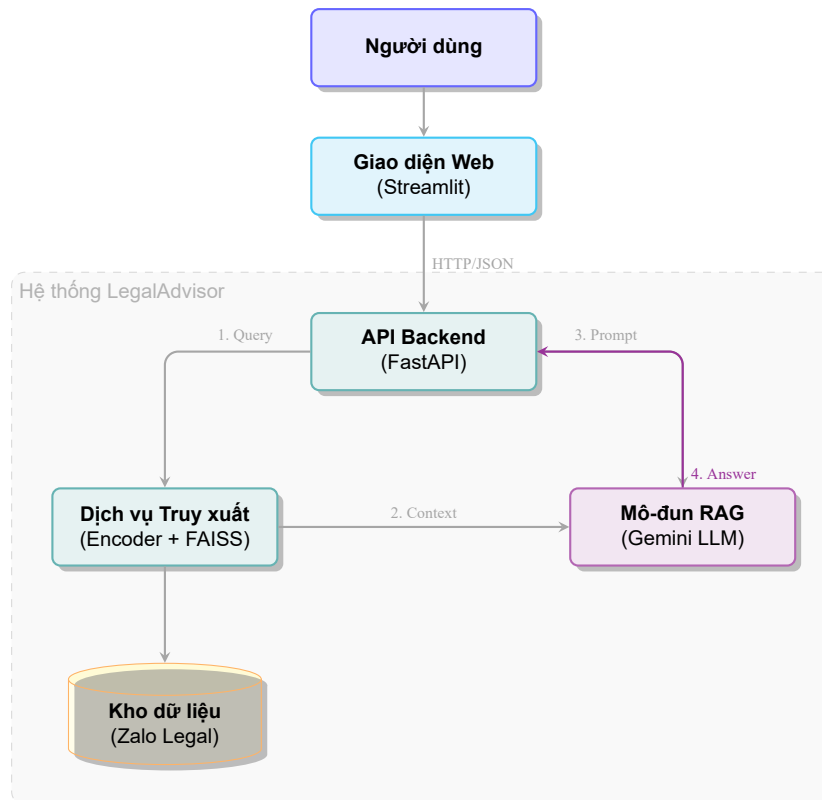 Người dùng
Giao diện Web
(Streamlit)
HTTP/JSON
Hệ thống LegalAdvisor
1. Query
API Backend
(FastAPI)
3. Prompt
4. Answer
Dịch vụ Truy xuất
(Encoder + FAISS)
2. Context
Mô-đun RAG
(Gemini LLM)
Kho dữ liệu
(Zalo Legal)